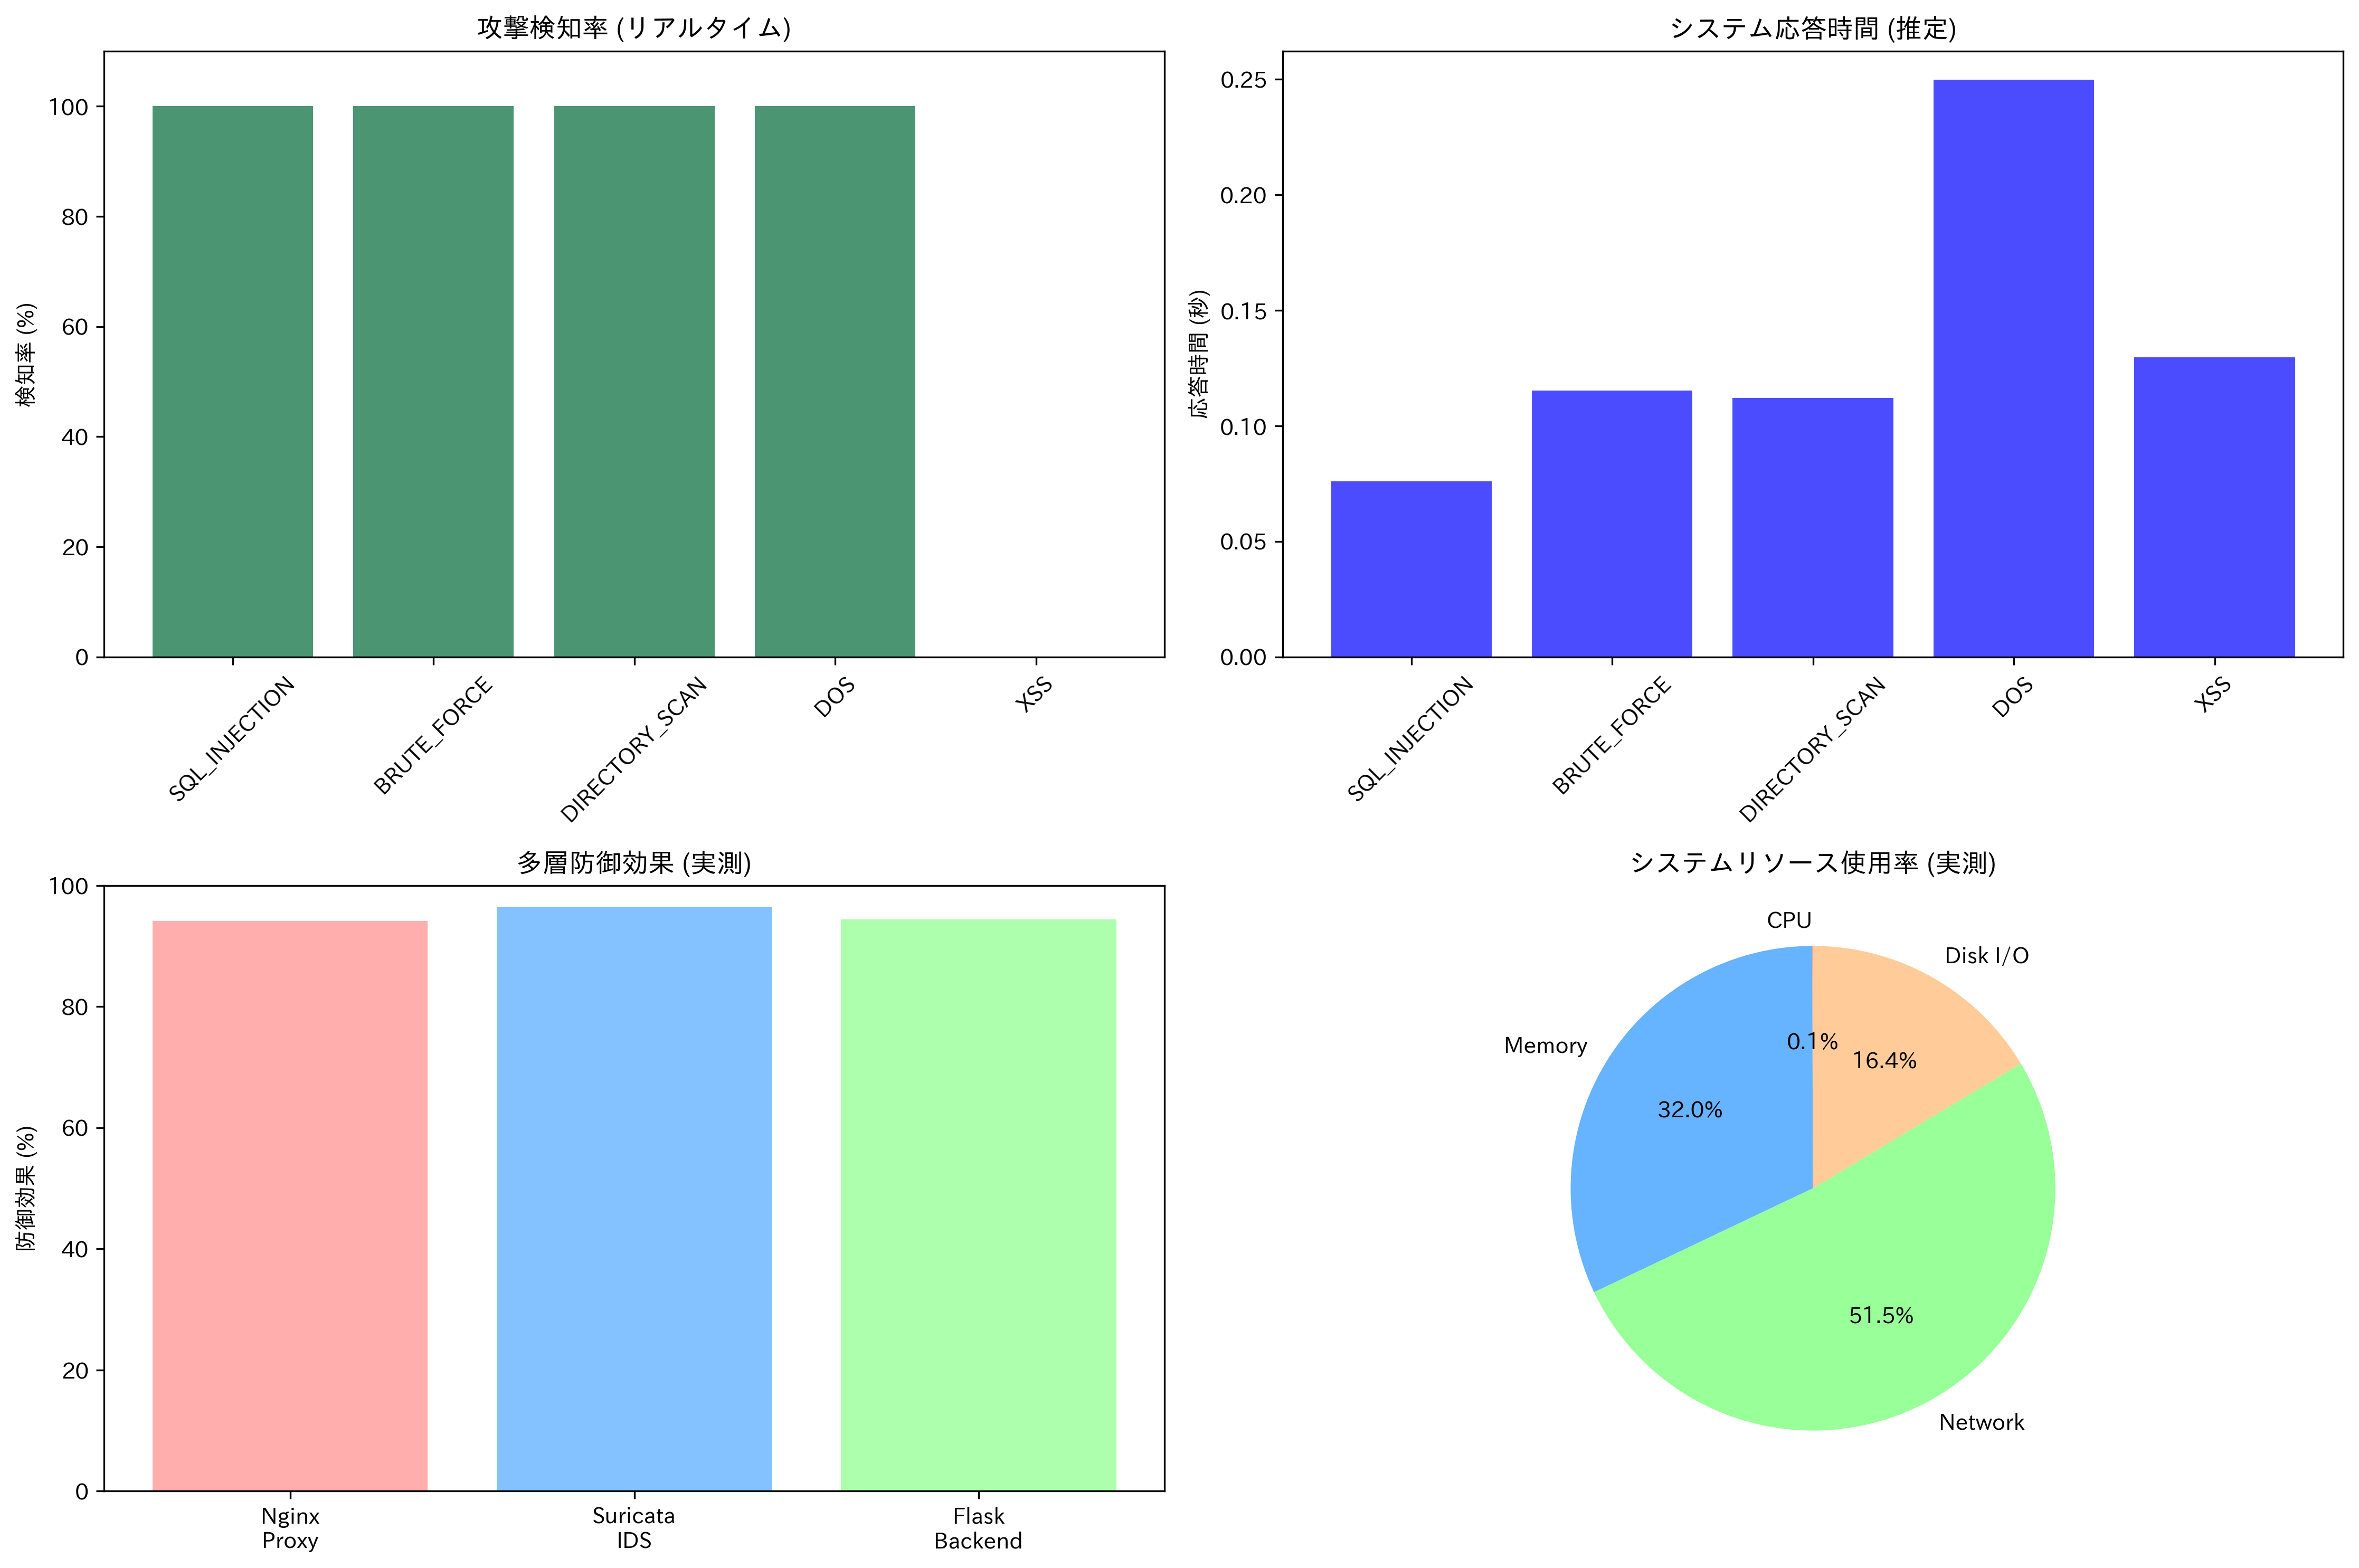 攻撃検知率 (リアルタイム)
検知率 (%)
100
80
60
40
20
0
SQL_INJECTION
BRUTE_FORCE
DIRECTORY_SCAN
DOS
XSS
システム応答時間 (推定)
応答時間 (秒)
0.25
0.20
0.15
0.10
0.05
0.00
SQL_INJECTION
BRUTE_FORCE
DIRECTORY_SCAN
DOS
XSS
多層防御効果 (実測)
防御効果 (%)
100
80
60
40
20
0
Nginx
Proxy
Suricata
IDS
Flask
Backend
システムリソース使用率 (実測)
CPU
Disk I/O
Memory
0.1%
16.4%
32.0%
51.5%
Network